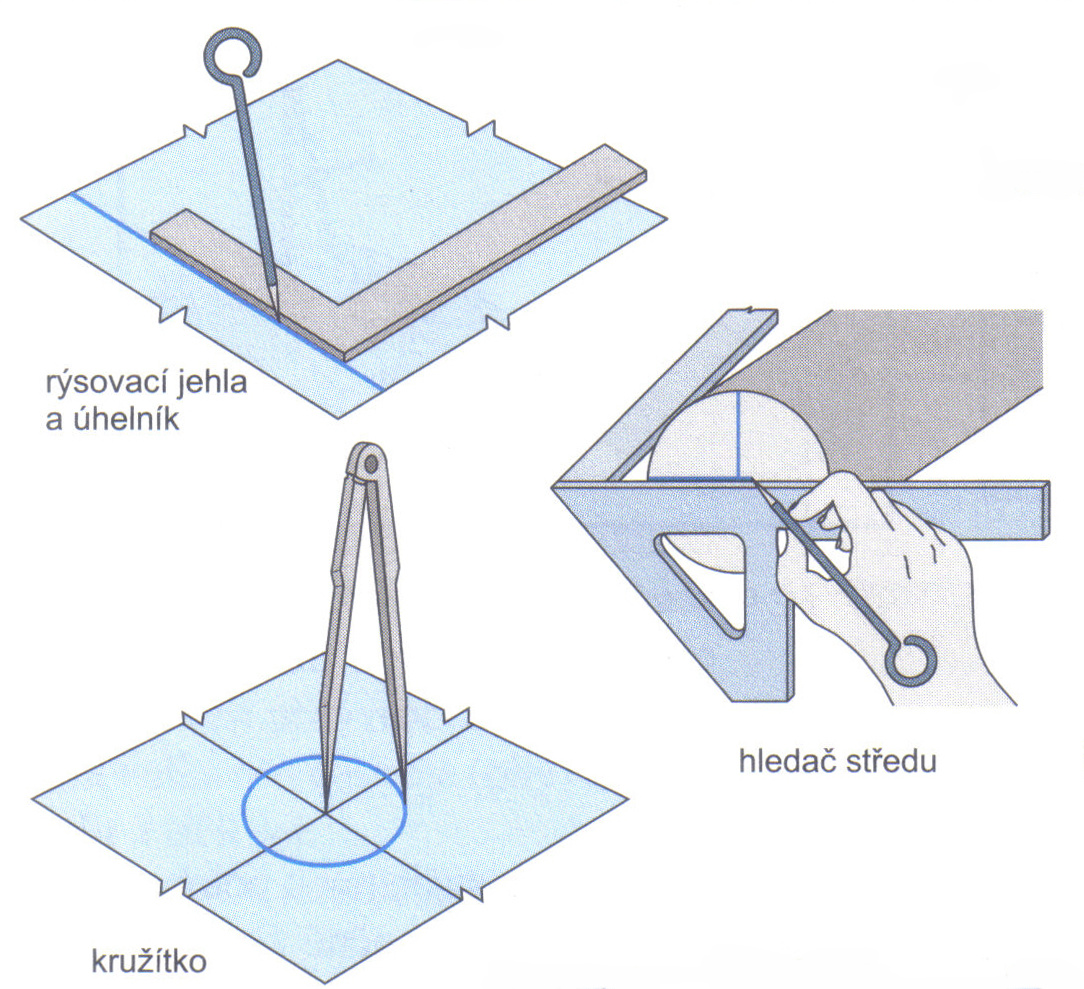 rýsovací jehla
a úhelník
hledač středu
kružítko